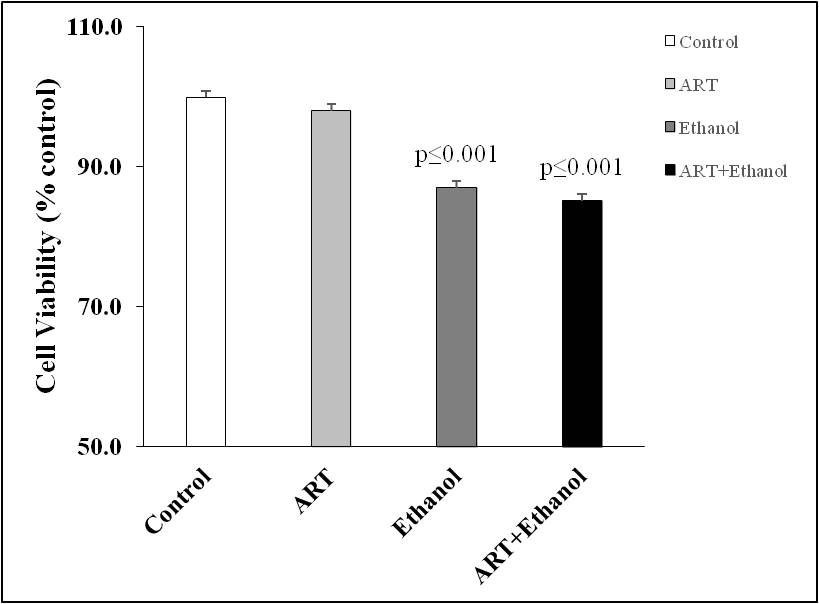 110.0
90.0
70.0
50.0
Cell Viability (% control)
p≤0.001
p≤0.001
Control
ART
Ethanol
ART+Ethanol
Control
ART
Ethanol
ART+Ethanol